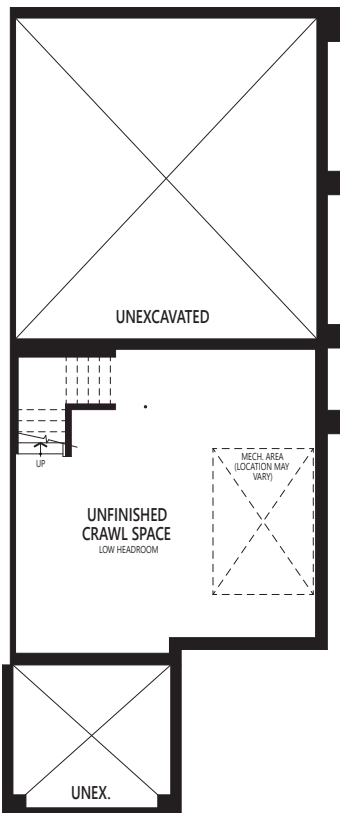 UNEXCAVATED
UP
MECH. AREA
(LOCATION MAY
VARY)
UNFINISHED
CRAWL SPACE
LOW HEADROOM
UNEX.